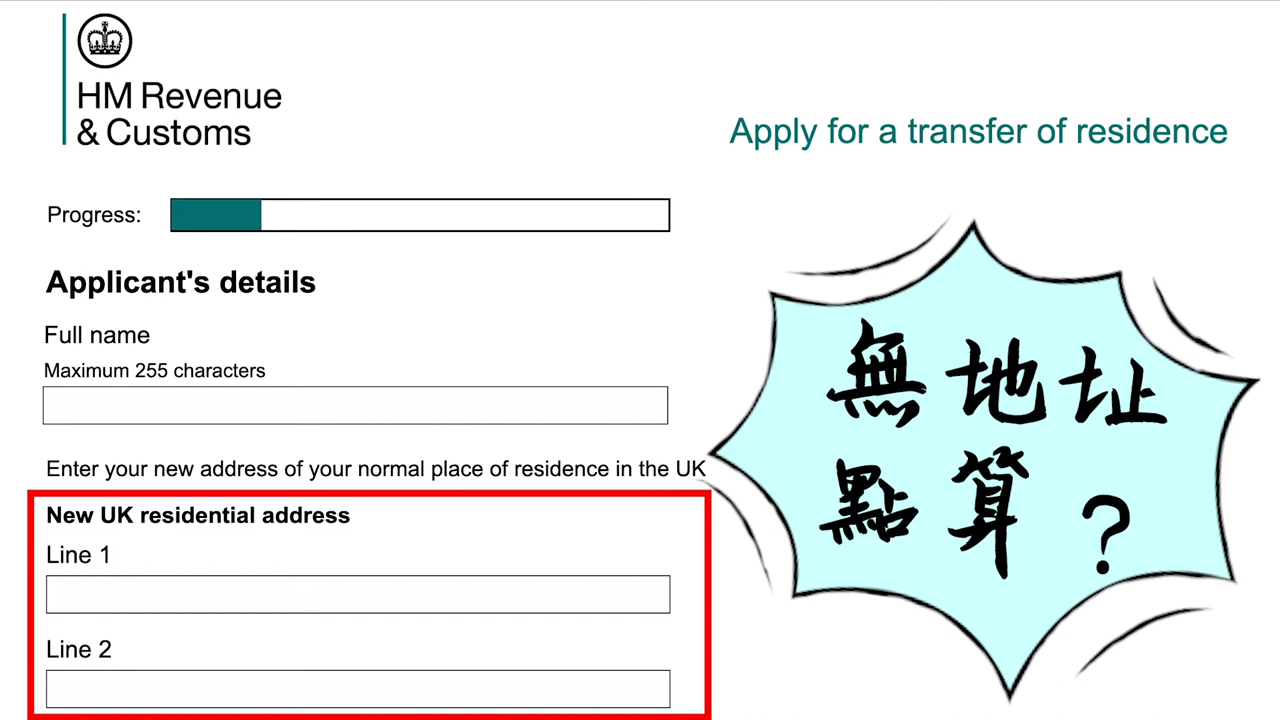 HM Revenue
& Customs
Apply for a transfer of residence
Progress:
Applicant's details
Full name
Maximum 255 characters
Enter your new address of your normal place of residence in the UK
New UK residential address
Line 1
Line 2
無地址
點算？